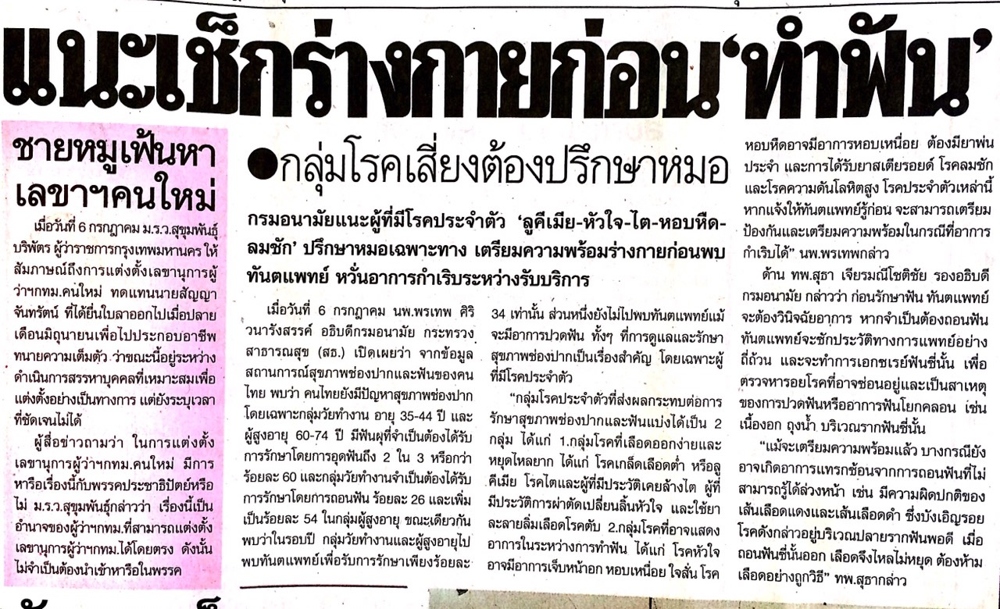 แนะเช็กร่างกายก่อน‘ทำฟัน’
ชายหมูเฟ้นหา
เลขาฯคนใหม่
เมื่อวันที่ 6 กรกฎาคม ม.ร.ว.สุขุมพันธุ์
บริพัตร ผู้ว่าราชการกรุงเทพมหานคร ให้
สัมภาษณ์ถึงการแต่งตั้งเลขานุการผู้
ว่าฯกทม.คนใหม่ ทดแทนนายสัญญา
จันทรัตน์ ที่ได้ยื่นใบลาออกไปเมื่อปลาย
เดือนมิถุนายนเพื่อไปประกอบอาชีพ
ทนายความเต็มตัว ว่าขณะนี้อยู่ระหว่าง
ดำเนินการสรรหาบุคคลที่เหมาะสมเพื่อ
แต่งตั้งอย่างเป็นทางการ แต่ยังระบุเวลา
ที่ชัดเจนไม่ได้
ผู้สื่อข่าวถามว่า ในการแต่งตั้ง
เลขานุการผู้ว่าฯกทม.คนใหม่ มีการ
หารือเรื่องนี้กับพรรคประชาธิปัตย์หรือ
ไม่ ม.ร.ว.สุขุมพันธุ์กล่าวว่า เรื่องนี้เป็น
อำนาจของผู้ว่าฯกทม.ที่สามารถแต่งตั้ง
เลขานุการผู้ว่าฯกทม.ได้โดยตรง ดังนั้น
ไม่จำเป็นต้องนำเข้าหารือในพรรค
●กลุ่มโรคเสี่ยงต้องปรึกษาหมอ
กรมอนามัยแนะผู้ที่มีโรคประจำตัว ‘ลูคีเมีย-หัวใจ-ไต-หอบหืด-
ลมชัก’ ปรึกษาหมอเฉพาะทาง เตรียมความพร้อมร่างกายก่อนพบ
ทันตแพทย์ หวั่นอาการกำเริบระหว่างรับบริการ
เมื่อวันที่ 6 กรกฎาคม นพ.พรเทพ ศิริ
วนารังสรรค์ อธิบดีกรมอนามัย กระทรวง
สาธารณสุข (สธ.) เปิดเผยว่า จากข้อมูล
สถานการณ์สุขภาพช่องปากและฟันของคน
ไทย พบว่า คนไทยยังมีปัญหาสุขภาพช่องปาก
โดยเฉพาะกลุ่มวัยทำงาน อายุ 35-44 ปี และ
ผู้สูงอายุ 60-74 ปี มีฟันผุที่จำเป็นต้องได้รับ
การรักษาโดยการอุดฟันถึง 2 ใน 3 หรือกว่า
ร้อยละ 60 และกลุ่มวัยทำงานจำเป็นต้องได้รับ
การรักษาโดยการถอนฟัน ร้อยละ 26 และเพิ่ม
เป็นร้อยละ 54 ในกลุ่มผู้สูงอายุ ขณะเดียวกัน
พบว่าในรอบปี กลุ่มวัยทำงานและผู้สูงอายุไป
พบทันตแพทย์เพื่อรับการรักษาเพียงร้อยละ
34 เท่านั้น ส่วนหนึ่งยังไม่ไปพบทันตแพทย์แม้
จะมีอาการปวดฟัน ทั้งๆ ที่การดูแลและรักษา
สุขภาพช่องปากเป็นเรื่องสำคัญ โดยเฉพาะผู้
ที่มีโรคประจำตัว
“กลุ่มโรคประจำตัวที่ส่งผลกระทบต่อการ
รักษาสุขภาพช่องปากและฟันแบ่งได้เป็น 2
กลุ่ม ได้แก่ 1.กลุ่มโรคที่เลือดออกง่ายและ
หยุดไหลยาก ได้แก่ โรคเกล็ดเลือดต่ำ หรือลู
คีเมีย โรคไตและผู้ที่มีประวัติเคยล้างไต ผู้ที่
มีประวัติการผ่าตัดเปลี่ยนลิ้นหัวใจ และใช้ยา
ละลายลิ่มเลือดโรคตับ 2.กลุ่มโรคที่อาจแสดง
อาการในระหว่างการทำฟัน ได้แก่ โรคหัวใจ
อาจมีอาการเจ็บหน้าอก หอบเหนื่อย ใจสั่น โรค
หอบหืดอาจมีอาการหอบเหนื่อย ต้องมียาพ่น
ประจำ และการได้รับยาสเตียรอยด์ โรคลมชัก
และโรคความดันโลหิตสูง โรคประจำตัวเหล่านี้
หากแจ้งให้ทันตแพทย์รู้ก่อน จะสามารถเตรียม
ป้องกันและเตรียมความพร้อมในกรณีที่อาการ
กำเริบได้” นพ.พรเทพกล่าว
ด้าน ทพ.สุธา เจียรมณีโชติชัย รองอธิบดี
กรมอนามัย กล่าวว่า ก่อนรักษาฟัน ทันตแพทย์
จะต้องวินิจฉัยอาการ หากจำเป็นต้องถอนฟัน
ทันตแพทย์จะซักประวัติทางการแพทย์อย่าง
ถี่ถ้วน และจะทำการเอกซเรย์ฟันซี่นั้น เพื่อ
ตรวจหารอยโรคที่อาจซ่อนอยู่และเป็นสาเหตุ
ของการปวดฟันหรืออาการฟันโยกคลอน เช่น
เนื้องอก ถุงน้ำ บริเวณรากฟันซี่นั้น
“แม้จะเตรียมความพร้อมแล้ว บางกรณียัง
อาจเกิดอาการแทรกซ้อนจากการถอนฟันที่ไม่
สามารถรู้ได้ล่วงหน้า เช่น มีความผิดปกติของ
เส้นเลือดแดงและเส้นเลือดดำ ซึ่งบังเอิญรอย
โรคดังกล่าวอยู่บริเวณปลายรากฟันพอดี เมื่อ
ถอนฟันซี่นั้นออก เลือดจึงไหลไม่หยุด ต้องห้าม
เลือดอย่างถูกวิธี” ทพ.สุธากล่าว